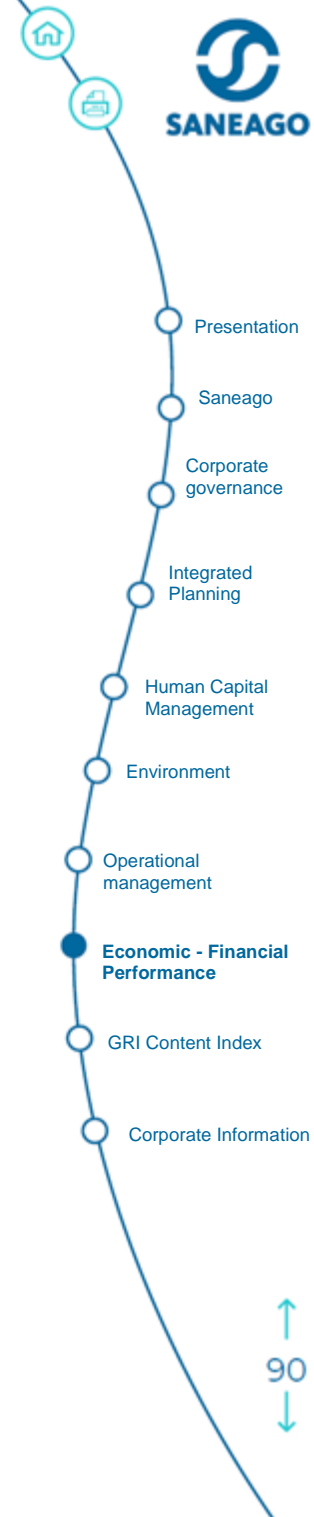 SANEAGO
Presentation
Saneago
Corporate
governance
Integrated
Planning
Human Capital
Management
Environment
Operational
management
Economic - Financial
Performance
GRI Content Index
Corporate Information
90